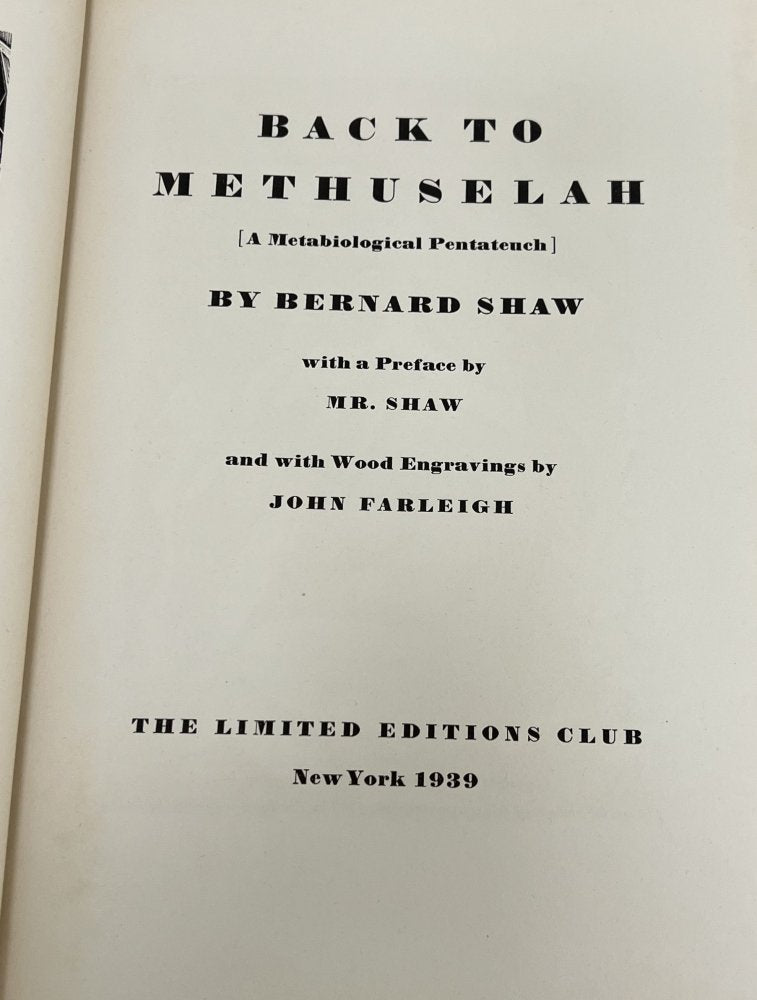 BACK TO
METHUSELAH
[A Metabiological Pentateuch]
BY BERNARD SHAW
with a Preface by
MR. SHAW
and with Wood Engravings by
JOHN FARLEIGH
THE LIMITED EDITIONS CLUB
New York 1939